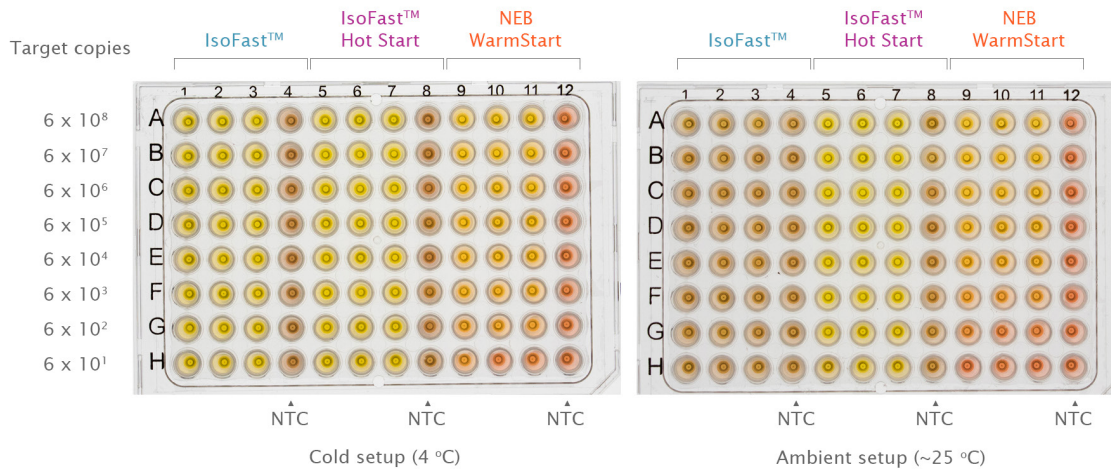 Target copies
IsoFast™
IsoFast™
Hot Start
NEB
WarmStart
IsoFast™
IsoFast™
Hot Start
NEB
WarmStart
1 2 3 4 5 6 7 8 9 10 11 12
1 2 3 4 5 6 7 8 9 10 11 12
6 x 10⁸ A A
6 x 10⁷ B B
6 x 10⁶ C C
6 x 10⁵ D D
6 x 10⁴ E E
6 x 10³ F F
6 x 10² G G
6 x 10¹ H H
NTC NTC NTC NTC NTC NTC
Cold setup (4 °C)
Ambient setup (~25 °C)